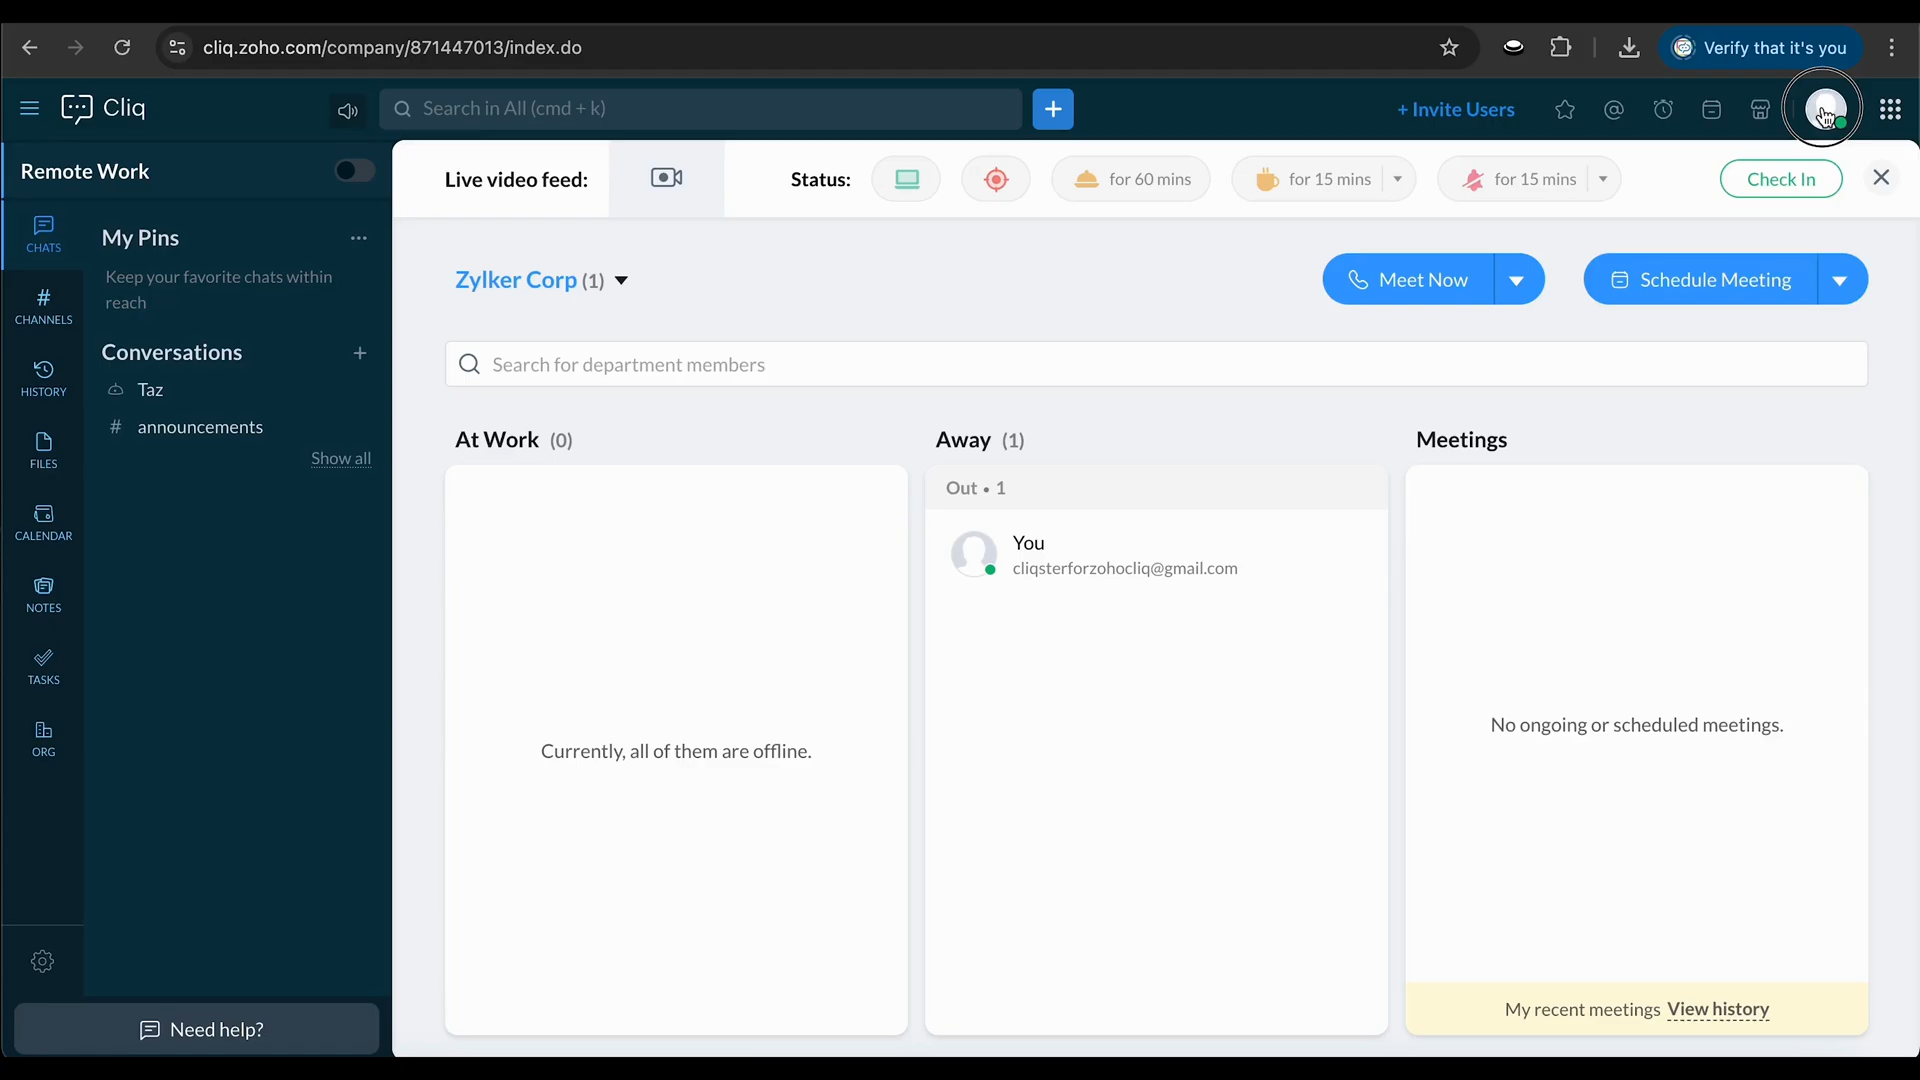 cliq.zoho.com/company/871447013/index.do
Verify that it's you
Cliq
Search in All (cmd + k)
+
+ Invite Users
Remote Work
Live video feed:
Status:
for 60 mins
for 15 mins
for 15 mins
Check In
CHATS
CHANNELS
HISTORY
FILES
CALENDAR
NOTES
TASKS
ORG
My Pins
Keep your favorite chats within
reach
Conversations
Taz
# announcements
Show all
Need help?
Zylker Corp (1)
Meet Now
Schedule Meeting
Search for department members
At Work (0)
Currently, all of them are offline.
Away (1)
Out • 1
You
cliqsterforzohocliq@gmail.com
Meetings
No ongoing or scheduled meetings.
My recent meetings View history